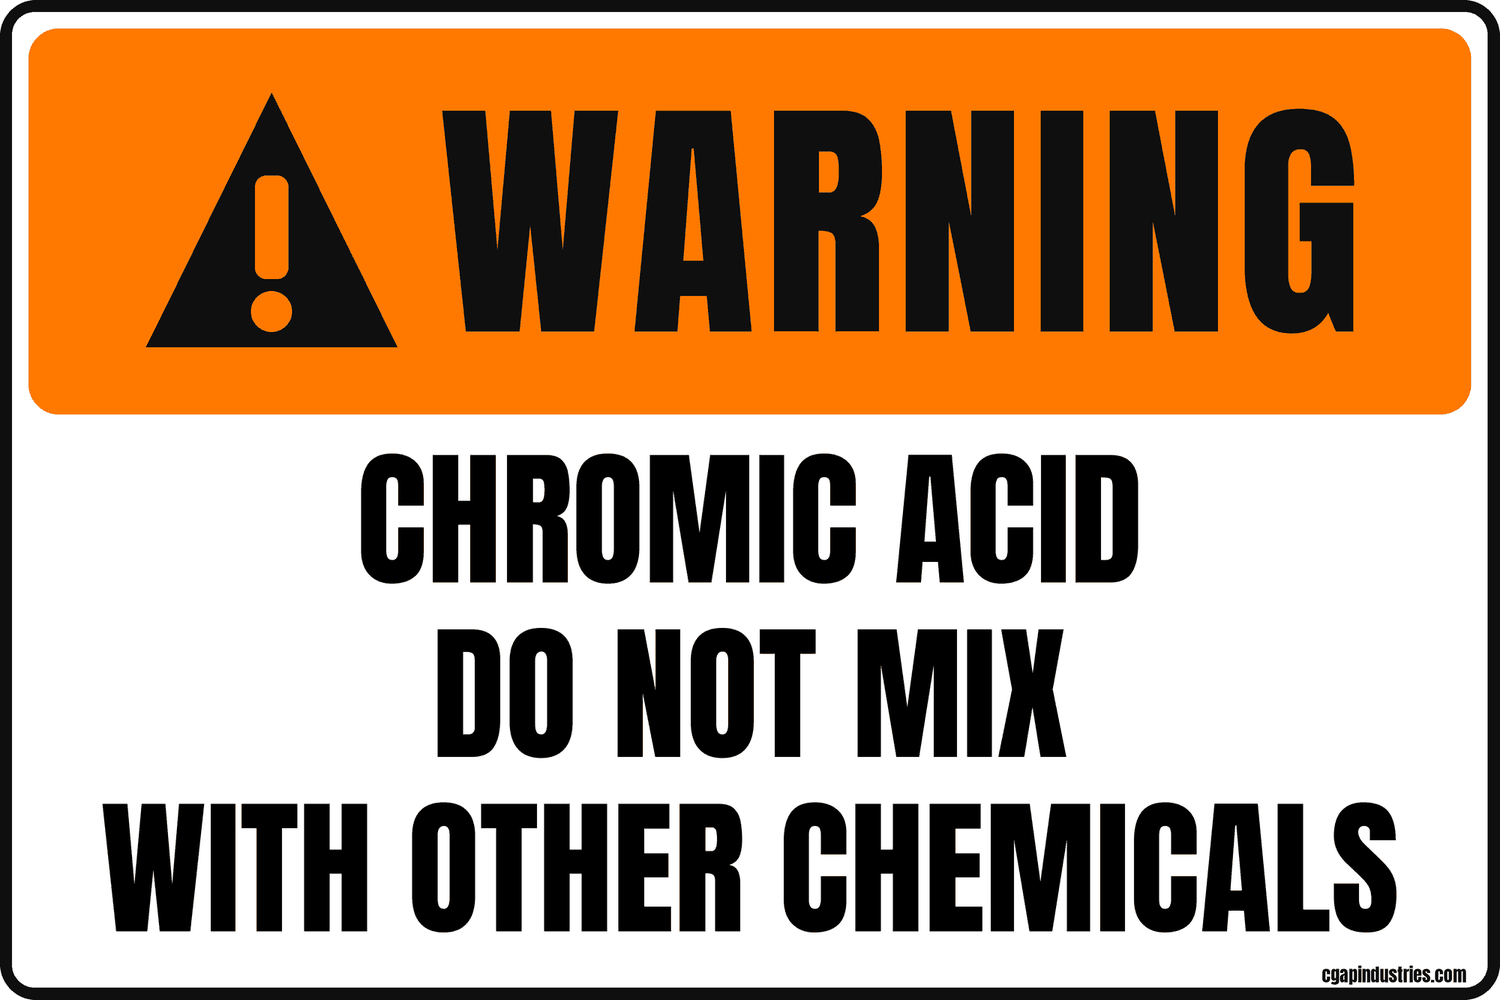 WARNING
CHROMIC ACID
DO NOT MIX
WITH OTHER CHEMICALS
cgapindustries.com